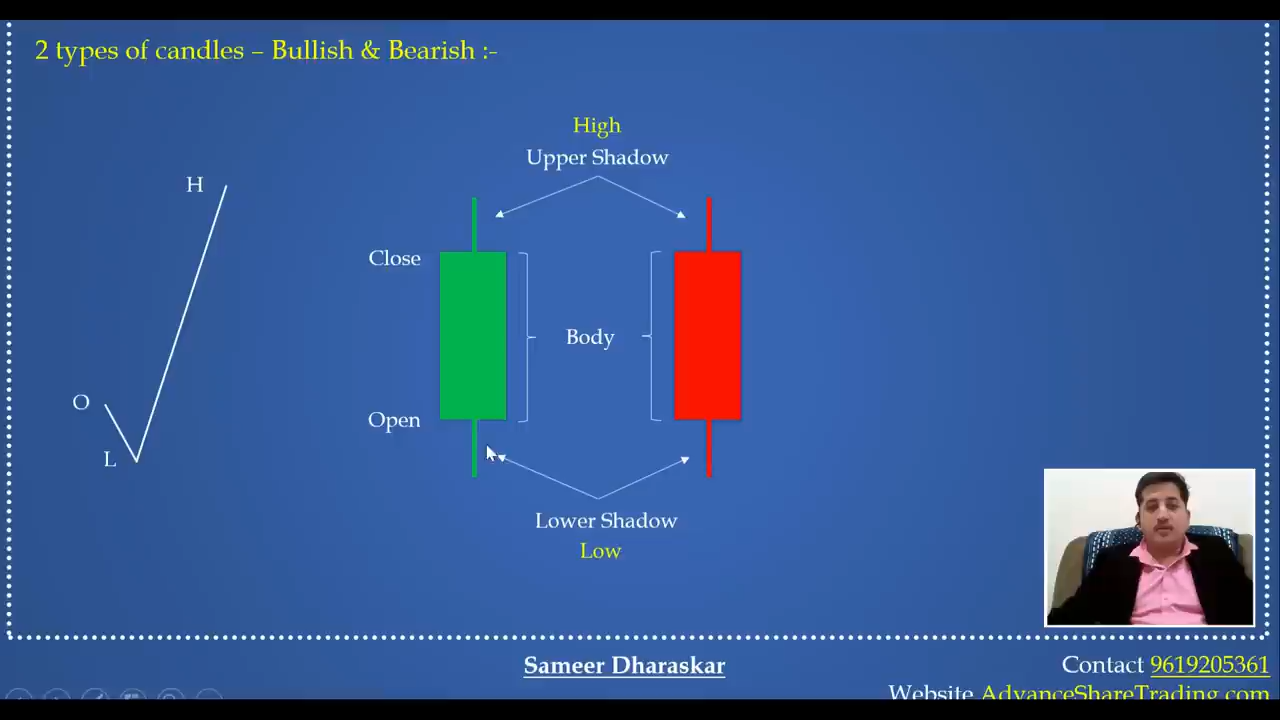 2 types of candles – Bullish & Bearish :-
High
Upper Shadow
H
Close
Body
O
Open
L
Lower Shadow
Low
Sameer Dharaskar
Contact 9619205361
Website AdvanceShareTrading.com